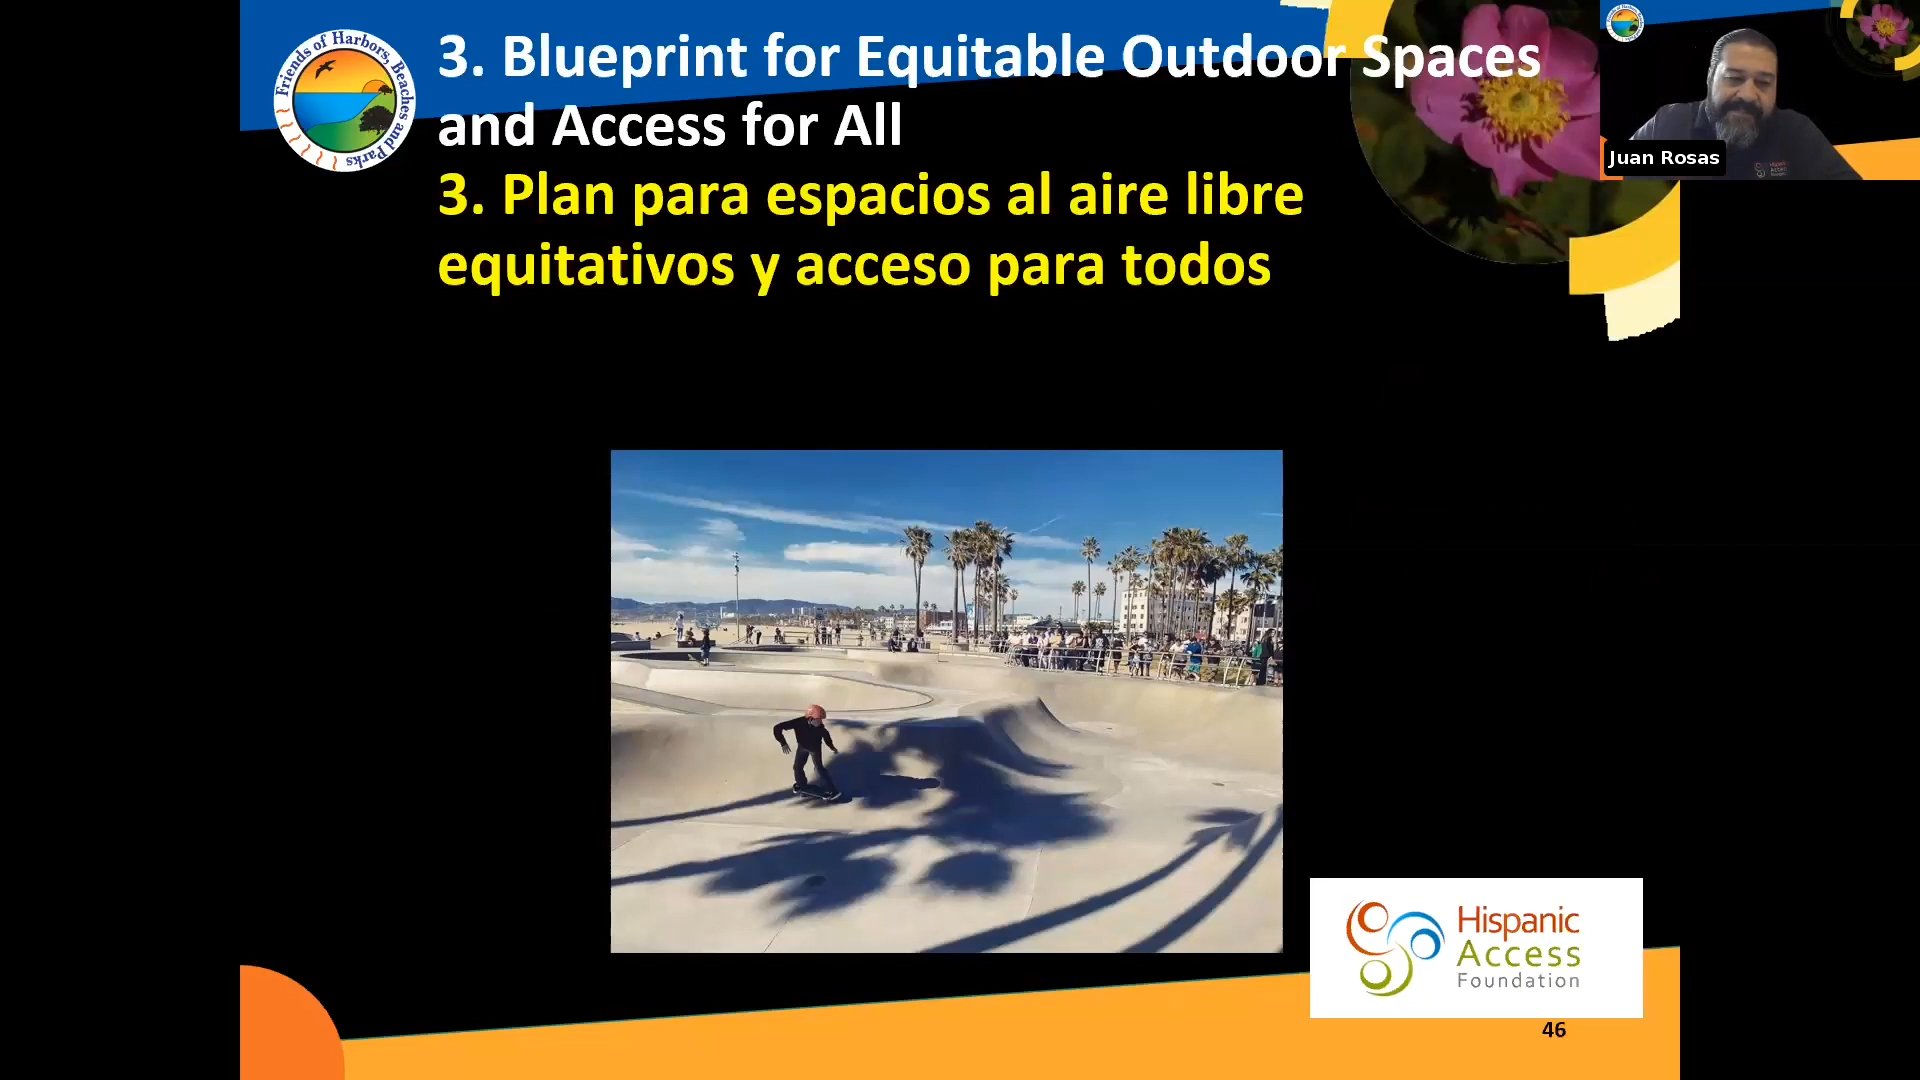 Friends of Harbors, Beaches and Parks
3. Blueprint for Equitable Outdoor Spaces
and Access for All
3. Plan para espacios al aire libre
equitativos y acceso para todos
Juan Rosas
Hispanic
Access
Foundation
46